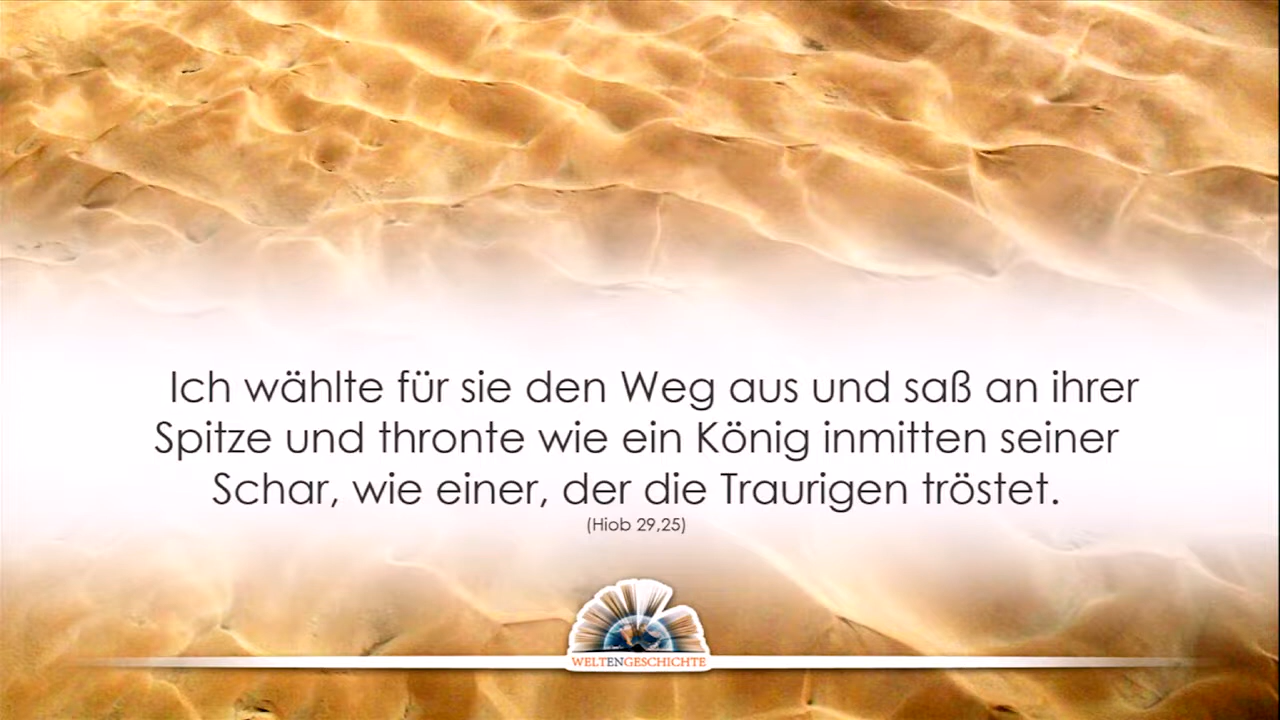 Ich wählte für sie den Weg aus und saß an ihrer
Spitze und thronte wie ein König inmitten seiner
Schar, wie einer, der die Traurigen tröstet.
(Hiob 29,25)
WELTENGESCHICHTE